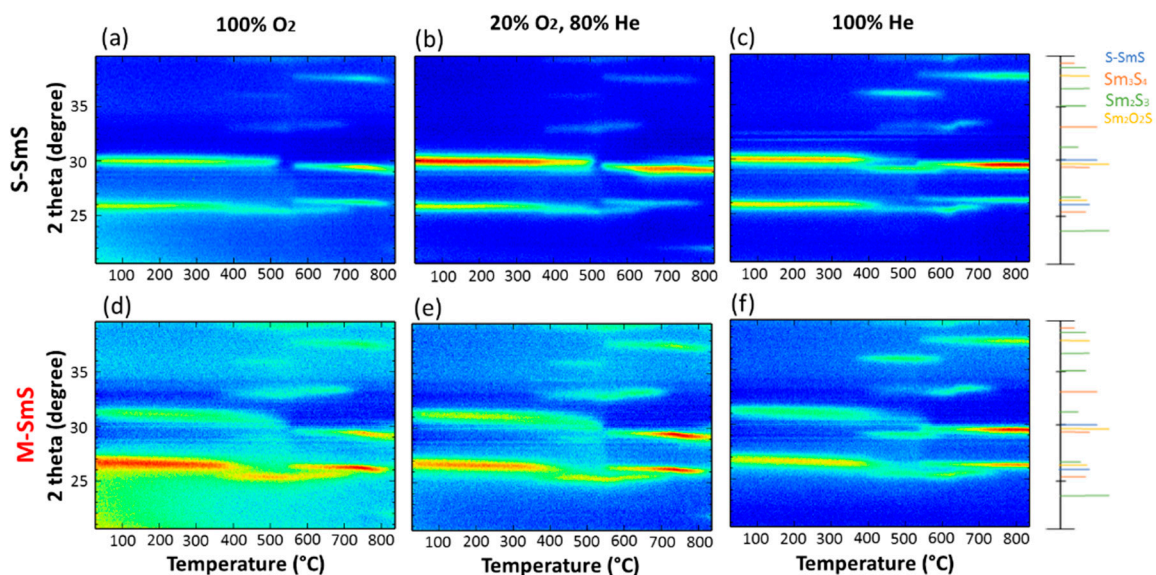 100% O2
20% O2, 80% He
100% He
(a)
(b)
(c)
S-SmS
2 theta (degree)
35
30
25
100 200 300 400 500 600 700 800
100 200 300 400 500 600 700 800
100 200 300 400 500 600 700 800
S-SmS
Sm3S4
Sm2S3
Sm2O2S
(d)
(e)
(f)
M-SmS
2 theta (degree)
35
30
25
100 200 300 400 500 600 700 800
100 200 300 400 500 600 700 800
100 200 300 400 500 600 700 800
Temperature (°C)
Temperature (°C)
Temperature (°C)